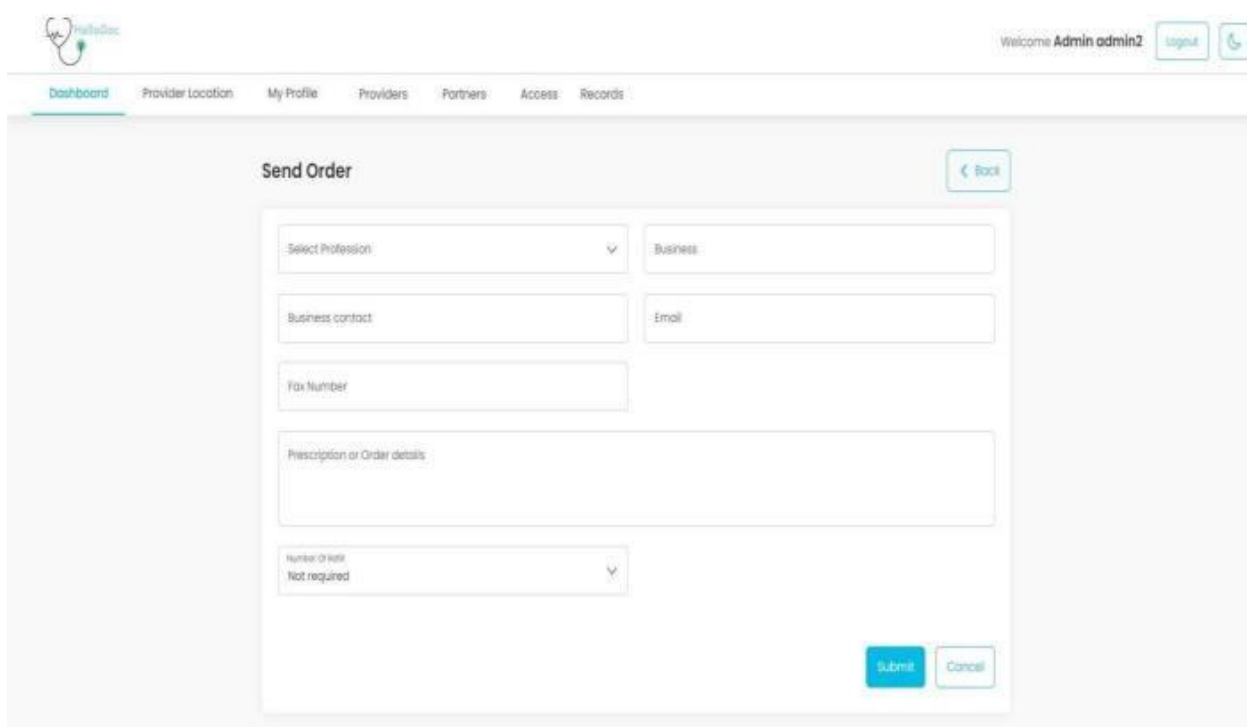 HalloDoc
Welcome Admin admin2 Logout
Dashboard Provider Location My Profile Providers Partners Access Records
Send Order
Back
Select Profession Business
Business contact Email
Fax Number
Prescription or Order details
Number Of Refill
Not required
Submit Cancel